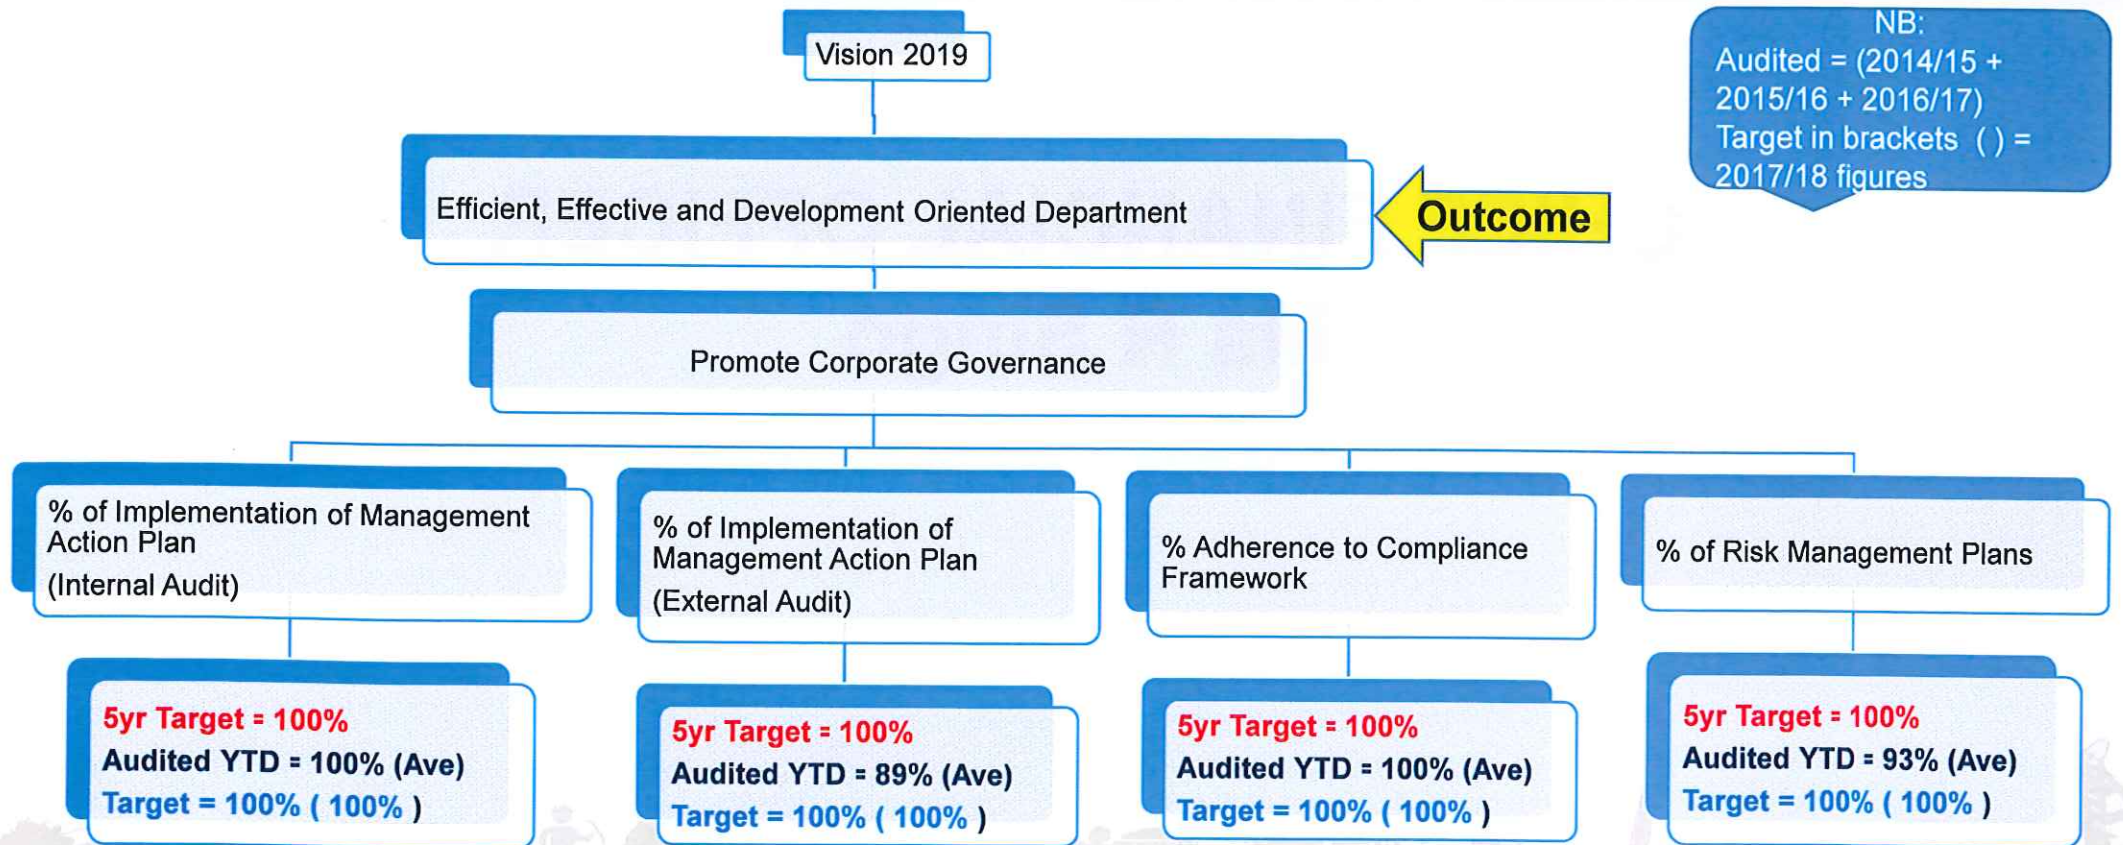 Vision 2019
NB:
Audited = (2014/15 +
2015/16 + 2016/17)
Target in brackets ( ) =
2017/18 figures
Efficient, Effective and Development Oriented Department
Outcome
Promote Corporate Governance
% of Implementation of Management
Action Plan
(Internal Audit)
% of Implementation of
Management Action Plan
(External Audit)
% Adherence to Compliance
Framework
% of Risk Management Plans
5yr Target = 100%
Audited YTD = 100% (Ave)
Target = 100% ( 100% )
5yr Target = 100%
Audited YTD = 89% (Ave)
Target = 100% ( 100% )
5yr Target = 100%
Audited YTD = 100% (Ave)
Target = 100% ( 100% )
5yr Target = 100%
Audited YTD = 93% (Ave)
Target = 100% ( 100% )